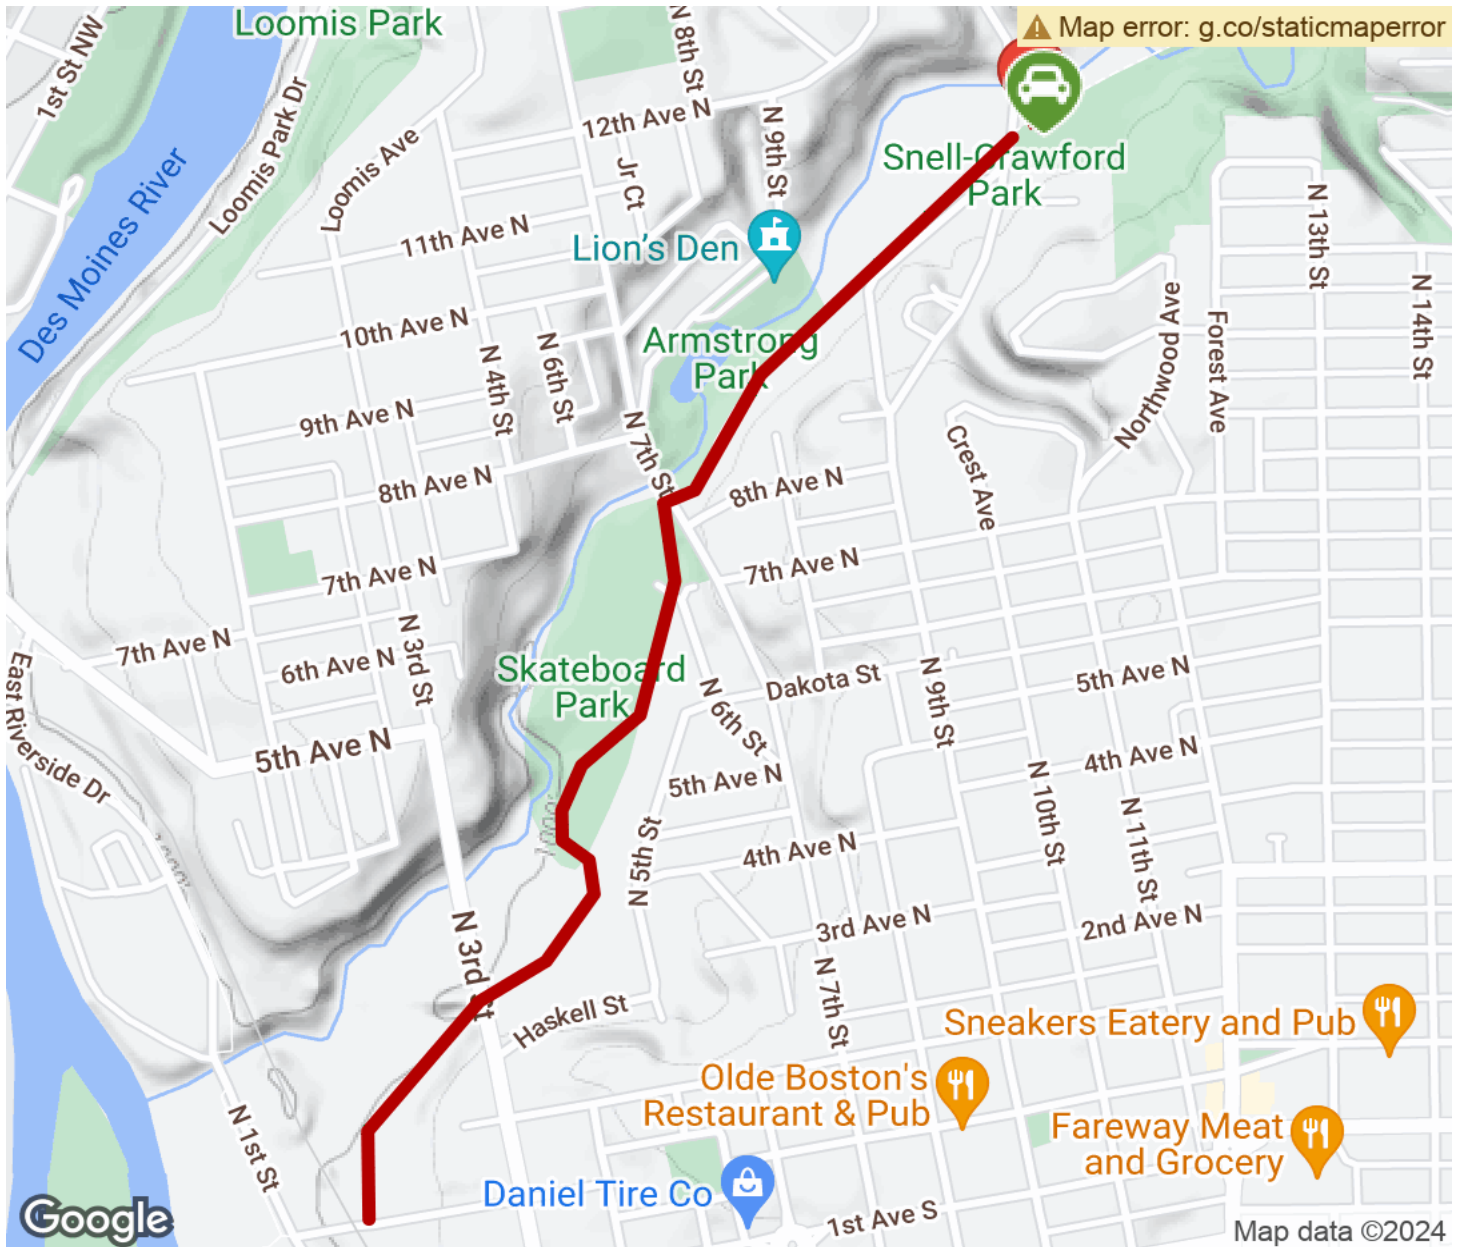 Map error: g.co/staticmaperror
Loomis Park
1st St NW
N 8th St
12th Ave N
N 9th St
Loomis Park Dr
Loomis Ave
Jr Ct
Snell-Crawford
Park
Des Moines River
11th Ave N
Lion's Den
N 13th St
10th Ave N
Armstrong
Park
N 4th St
N 6th St
Northwood Ave
Forest Ave
N 14th St
9th Ave N
N 7th St
Crest Ave
8th Ave N
8th Ave N
7th Ave N
7th Ave N
7th Ave N
N 3rd St
6th Ave N
Skateboard
Park
East Riverside Dr
N 6th St
Dakota St
N 9th St
5th Ave N
5th Ave N
5th Ave N
4th Ave N
N 10th St
N 11th St
N 5th St
4th Ave N
3rd Ave N
2nd Ave N
N 3rd St
N 7th St
Haskell St
Sneakers Eatery and Pub
Olde Boston's
Restaurant & Pub
N 1st St
Fareway Meat
and Grocery
Daniel Tire Co
1st Ave S
Google
Map data ©2024